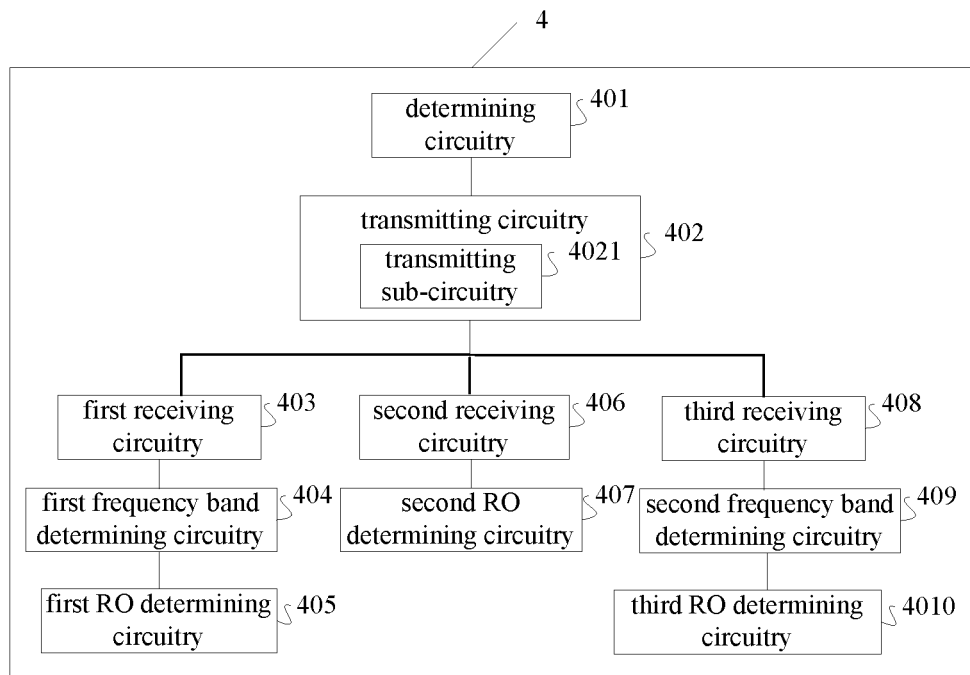 4
determining
circuitry
401
transmitting circuitry
402
transmitting
sub-circuitry
4021
first receiving
circuitry
403
second receiving
circuitry
406
third receiving
circuitry
408
first frequency band
determining circuitry
404
second RO
determining circuitry
407
second frequency band
determining circuitry
409
first RO determining
circuitry
405
third RO determining
circuitry
4010